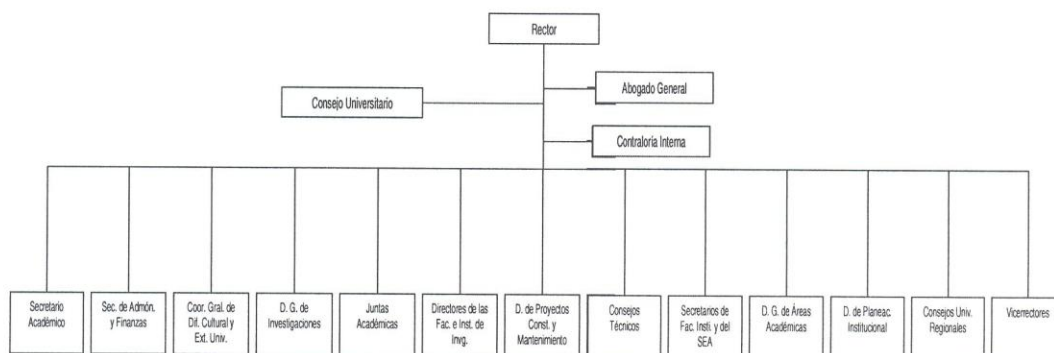 Rector
Abogado General
Consejo Universitario
Contraloria Interna
Secretario
Académico
Sec. de Admón.
y Finanzas
Coor. Gral. de
Dif. Cultural y
Ext. Univ.
D. G. de
Investigaciones
Juntas
Académicas
Directores de las
Fac. e Inst. de
Invg.
D. de Proyectos
Const. y
Mantenimiento
Consejos
Técnicos
Secretarios de
Fac. Insti. y del
SEA
D. G. de Áreas
Académicas
D. de Planeac.
Institucional
Consejos Univ.
Regionales
Vicerrectores